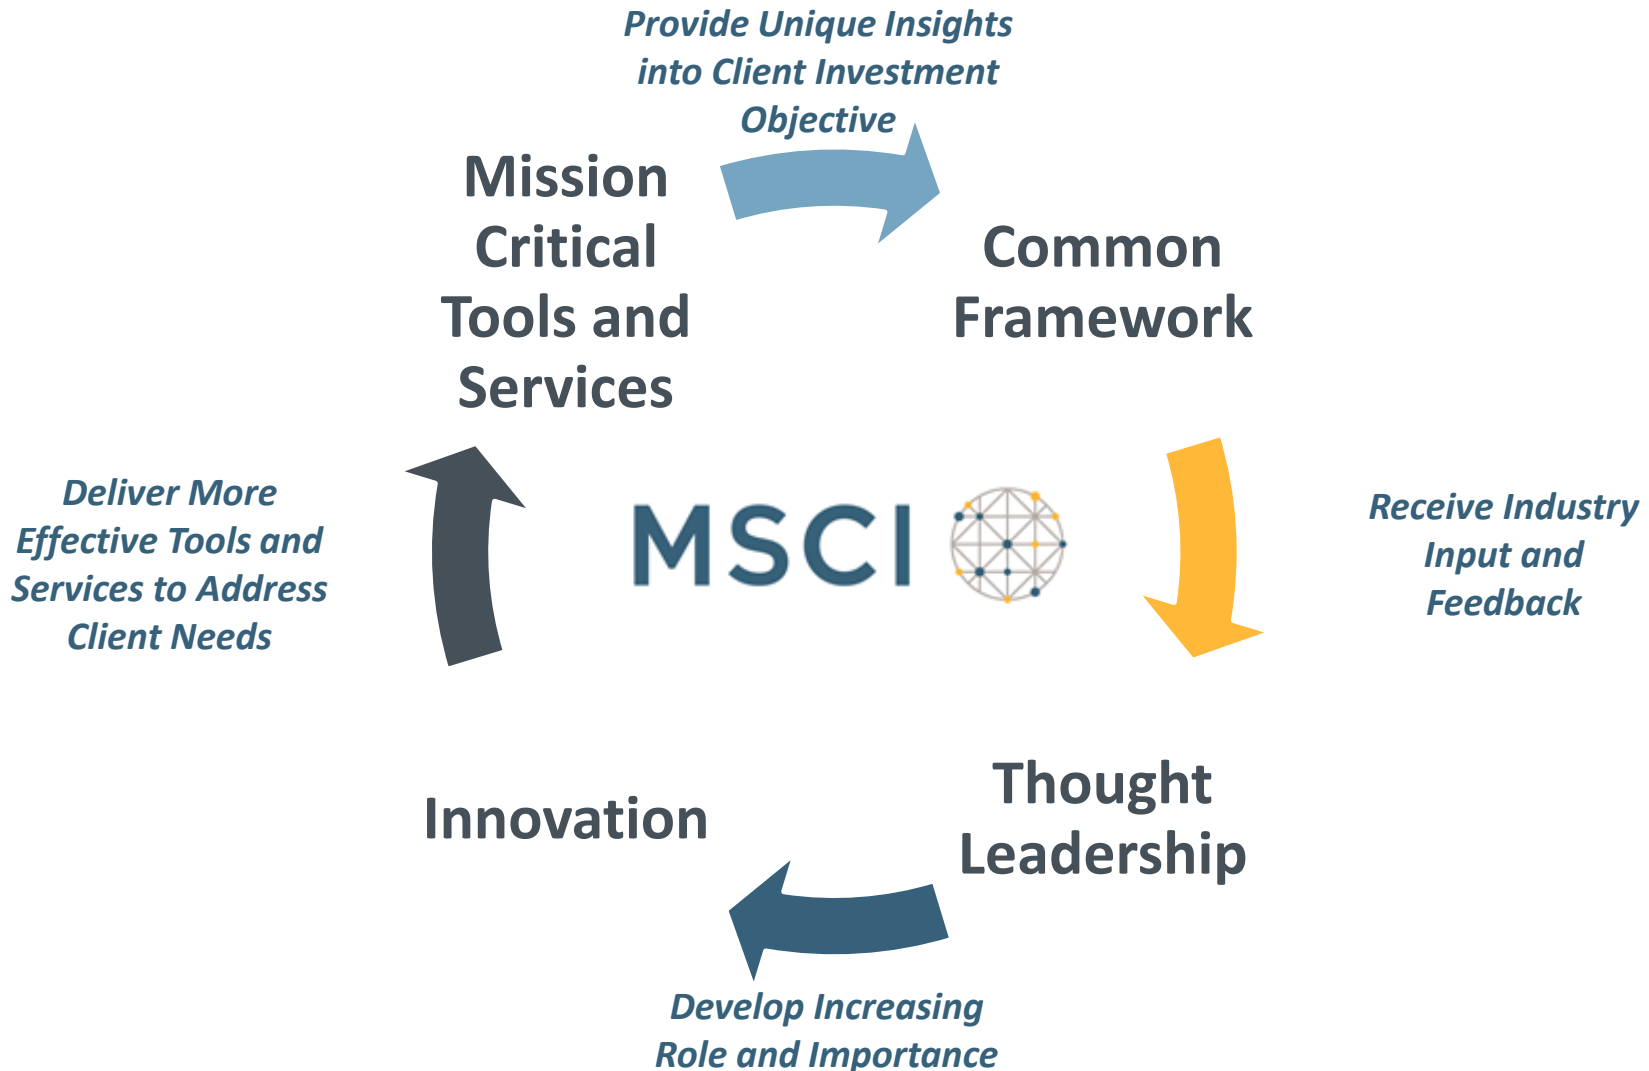 Provide Unique Insights
into Client Investment
Objective
Mission
Critical
Tools and
Services
Common
Framework
Deliver More
Effective Tools and
Services to Address
Client Needs
MSCI
Receive Industry
Input and
Feedback
Innovation
Thought
Leadership
Develop Increasing
Role and Importance